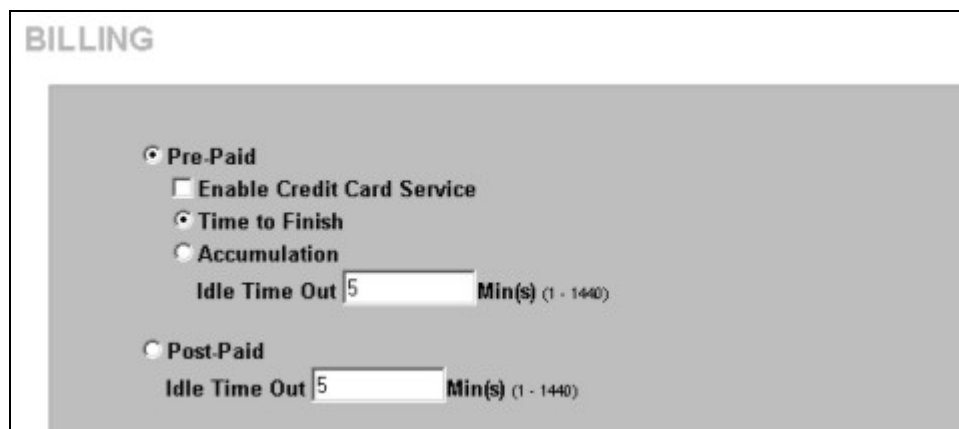 BILLING
Pre-Paid
Enable Credit Card Service
Time to Finish
Accumulation
Idle Time Out 5 Min(s) (1 - 1440)
Post-Paid
Idle Time Out 5 Min(s) (1 - 1440)